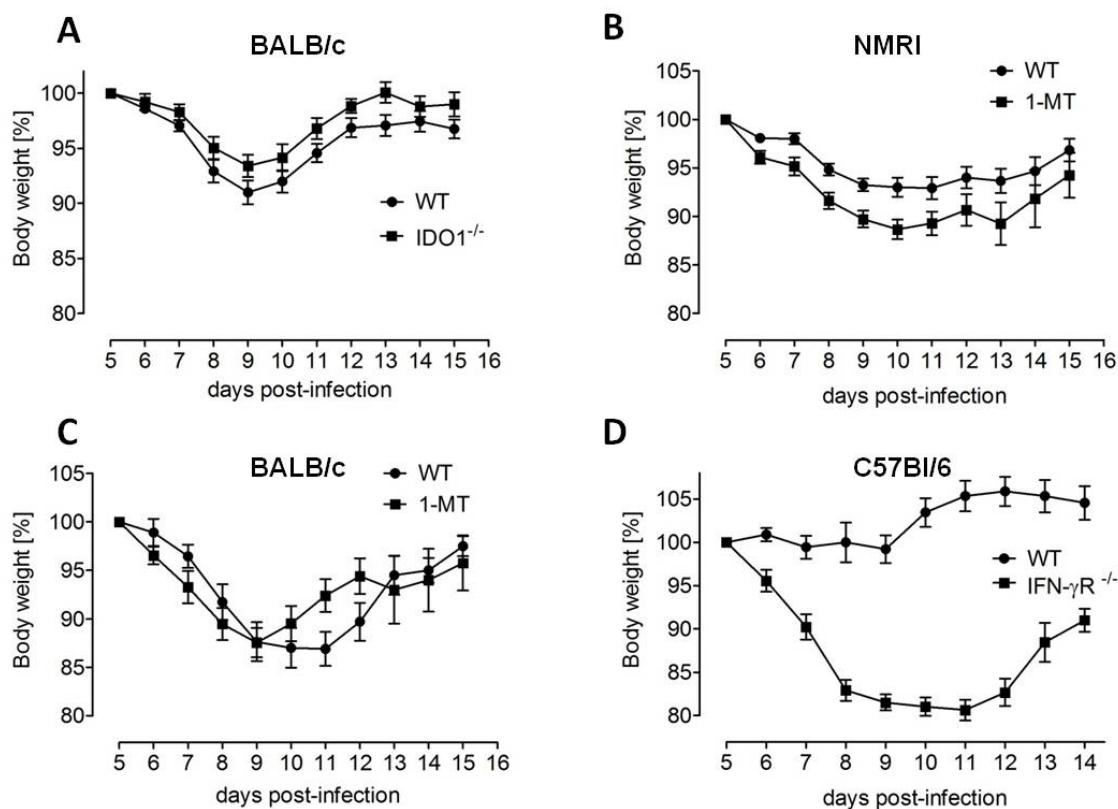 A
BALB/c
Body weight [%]
100
95
90
85
80
WT
IDO1-/-
5 6 7 8 9 10 11 12 13 14 15 16
days post-infection
B
NMRI
Body weight [%]
105
100
95
90
85
80
WT
1-MT
5 6 7 8 9 10 11 12 13 14 15 16
days post-infection
C
BALB/c
Body weight [%]
105
100
95
90
85
80
WT
1-MT
5 6 7 8 9 10 11 12 13 14 15 16
days post-infection
D
C57Bl/6
Body weight [%]
105
100
95
90
85
80
WT
IFN-γR -/-
5 6 7 8 9 10 11 12 13 14
days post-infection